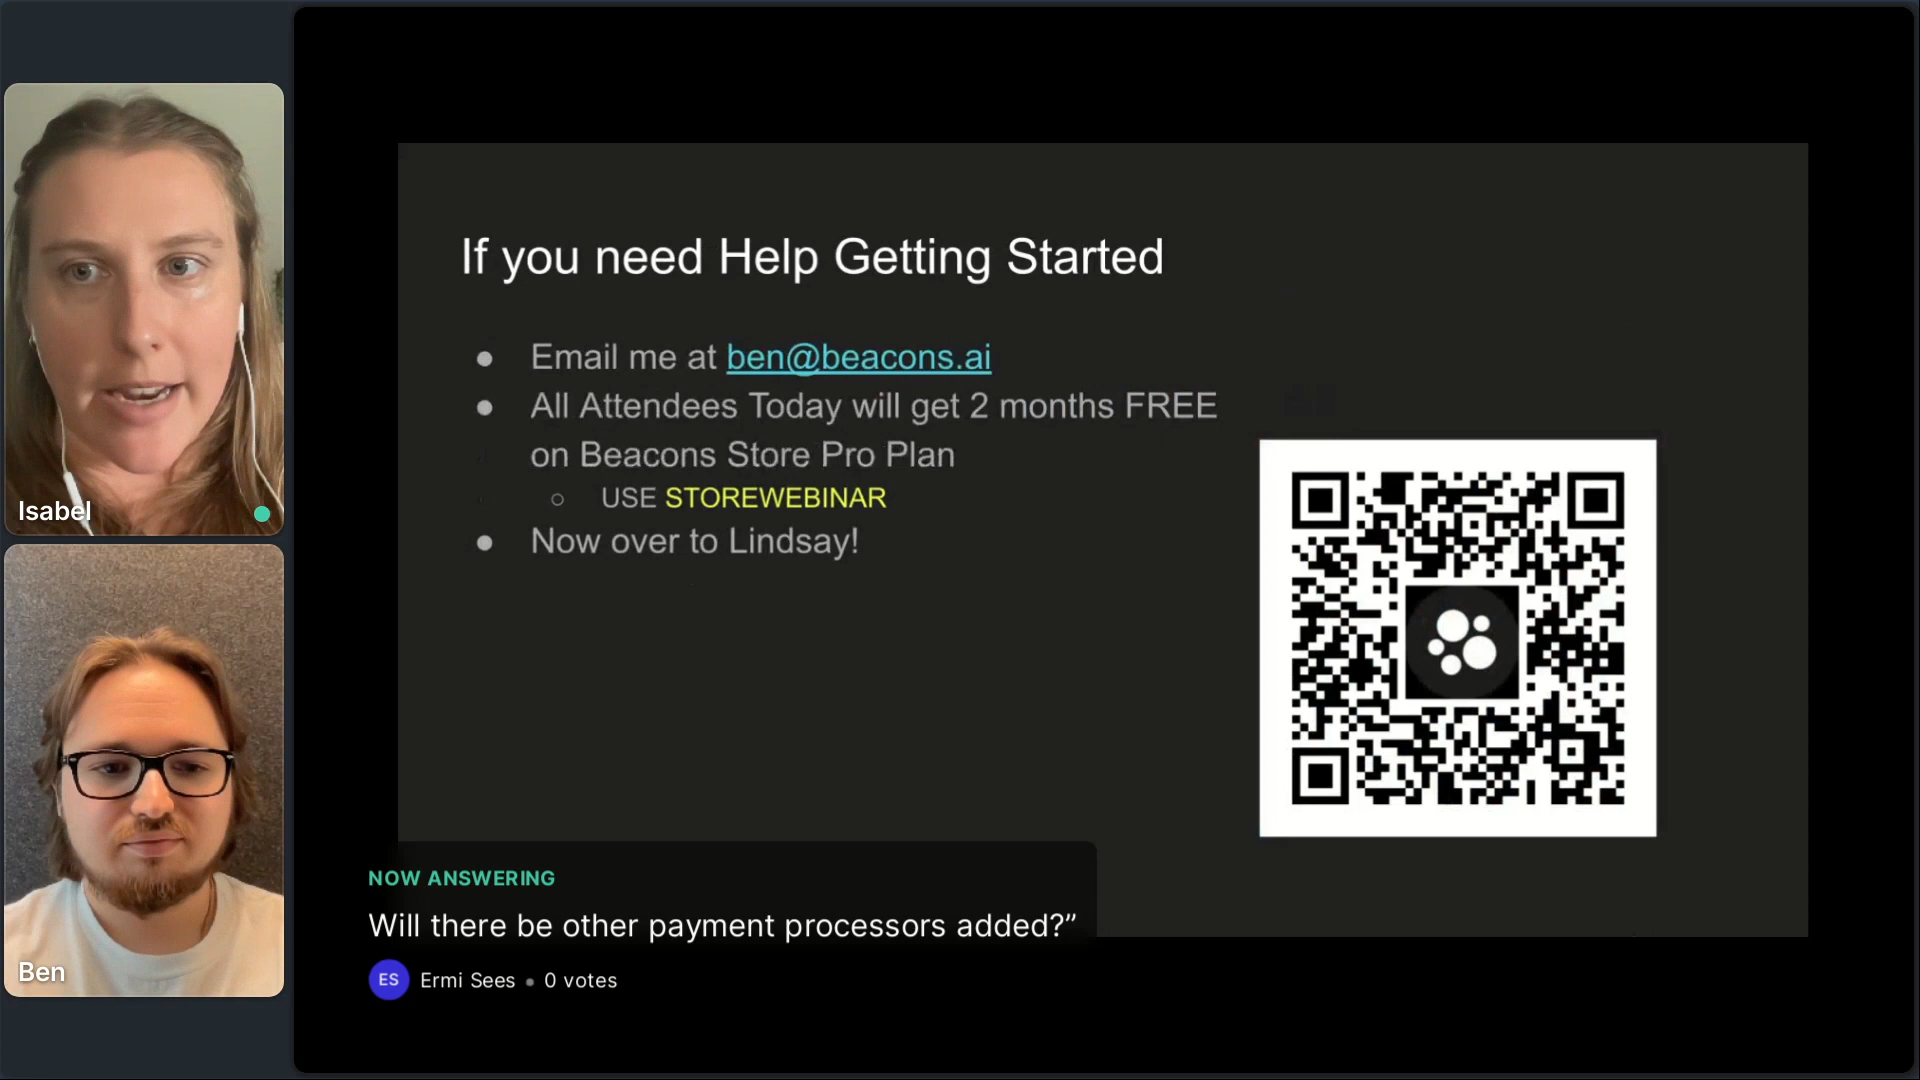 Isabel
Ben
If you need Help Getting Started
● Email me at ben@beacons.ai
● All Attendees Today will get 2 months FREE
on Beacons Store Pro Plan
○ USE STOREWEBINAR
● Now over to Lindsay!
NOW ANSWERING
Will there be other payment processors added?”
ES Ermi Sees • 0 votes